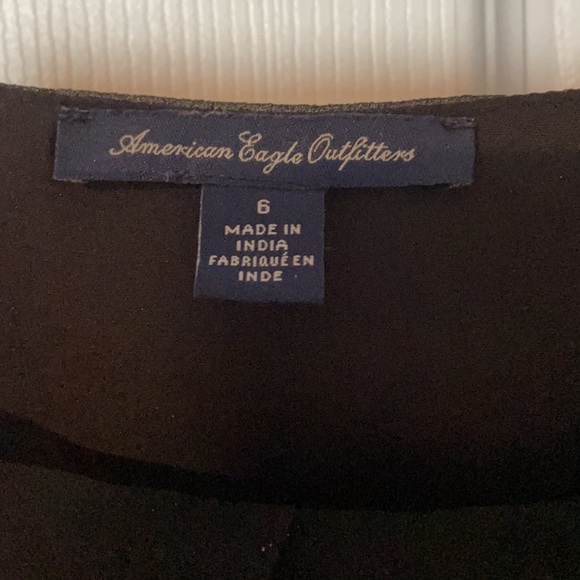 American Eagle Outfitters
6
MADE IN
INDIA
FABRIQUÉ EN
INDE